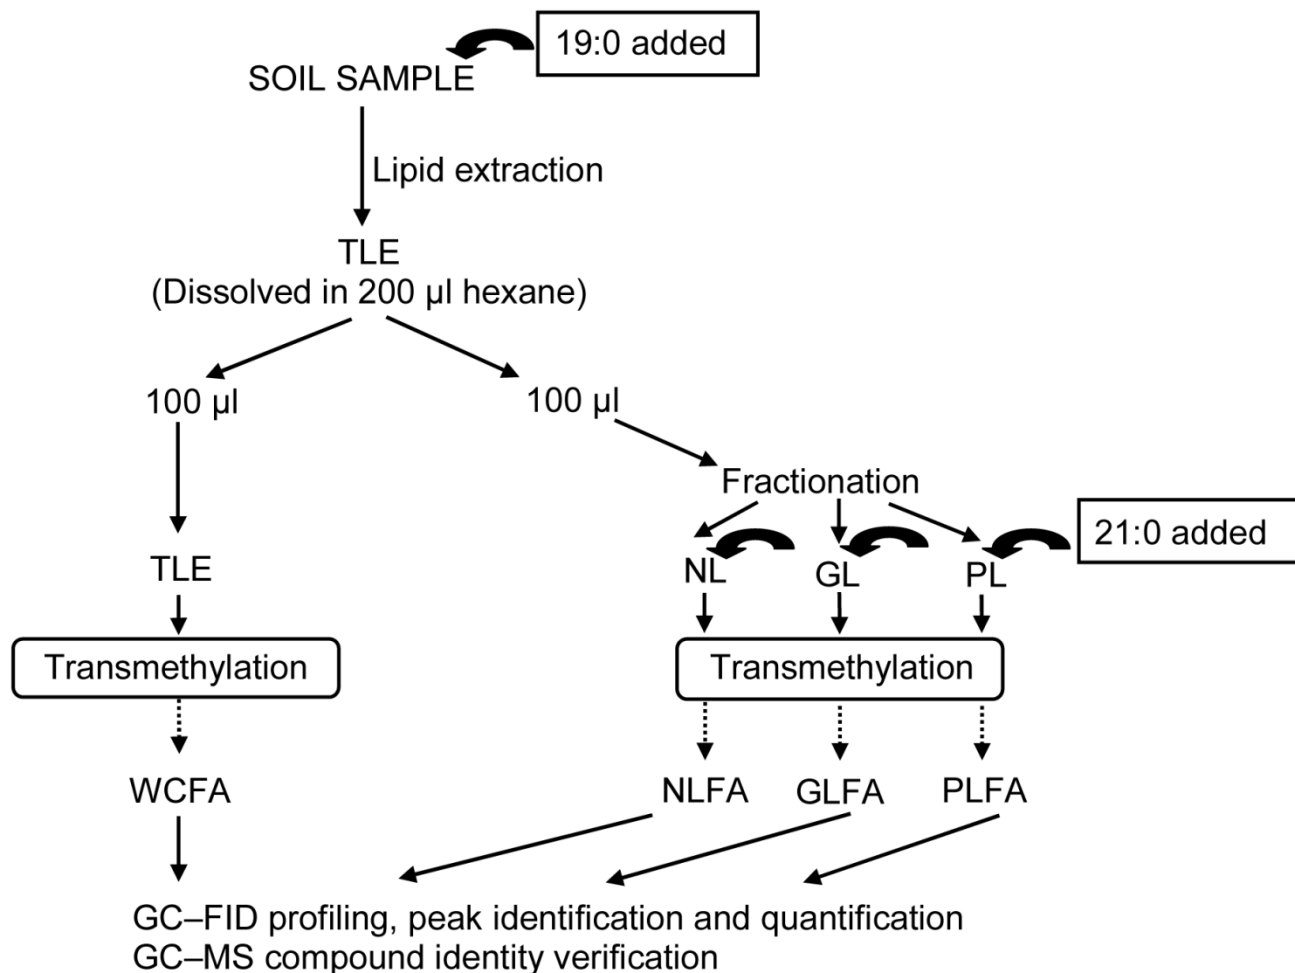 19:0 added
SOIL SAMPLE
Lipid extraction
TLE
(Dissolved in 200 µl hexane)
100 µl
100 µl
Fractionation
21:0 added
TLE
NL
GL
PL
Transmethylation
Transmethylation
WCFA
NLFA
GLFA
PLFA
GC–FID profiling, peak identification and quantification
GC–MS compound identity verification